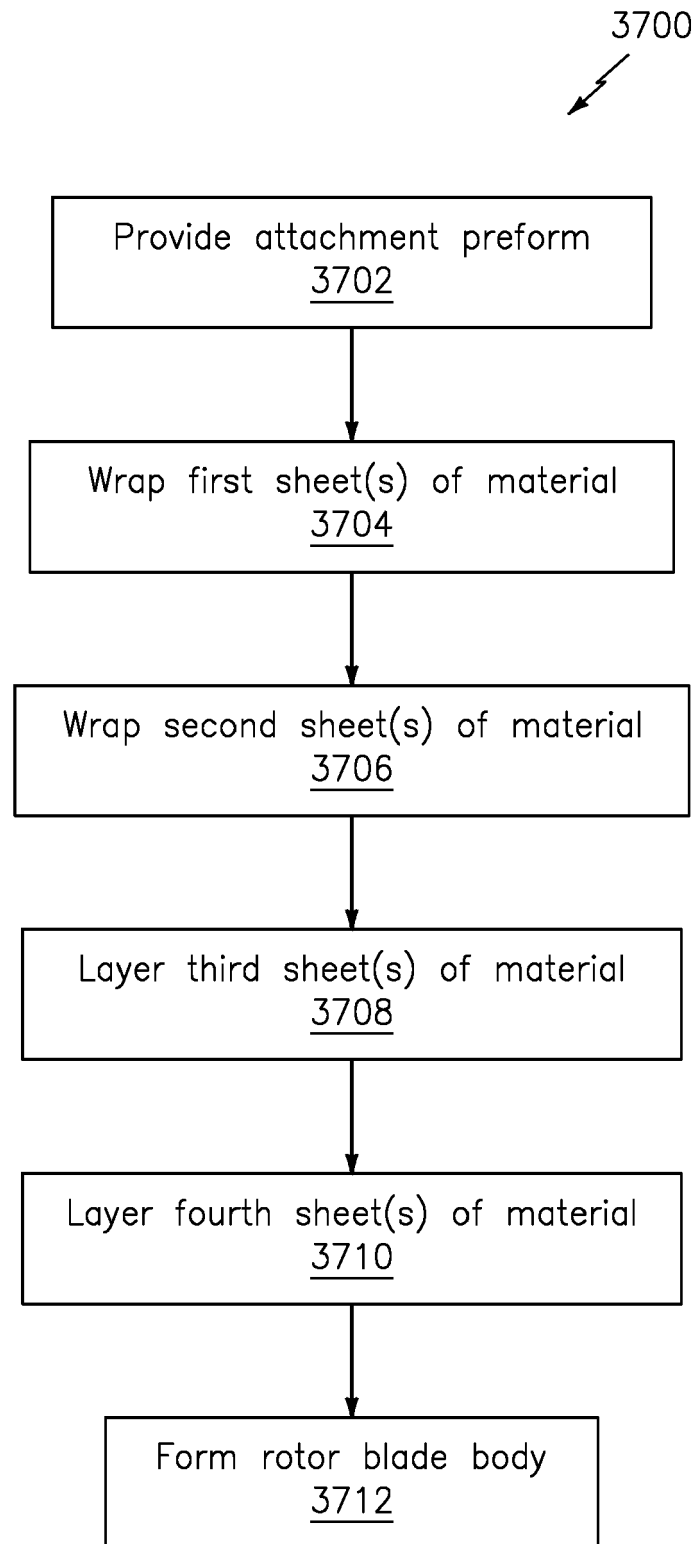 3700
Provide attachment preform
3702
Wrap first sheet(s) of material
3704
Wrap second sheet(s) of material
3706
Layer third sheet(s) of material
3708
Layer fourth sheet(s) of material
3710
Form rotor blade body
3712